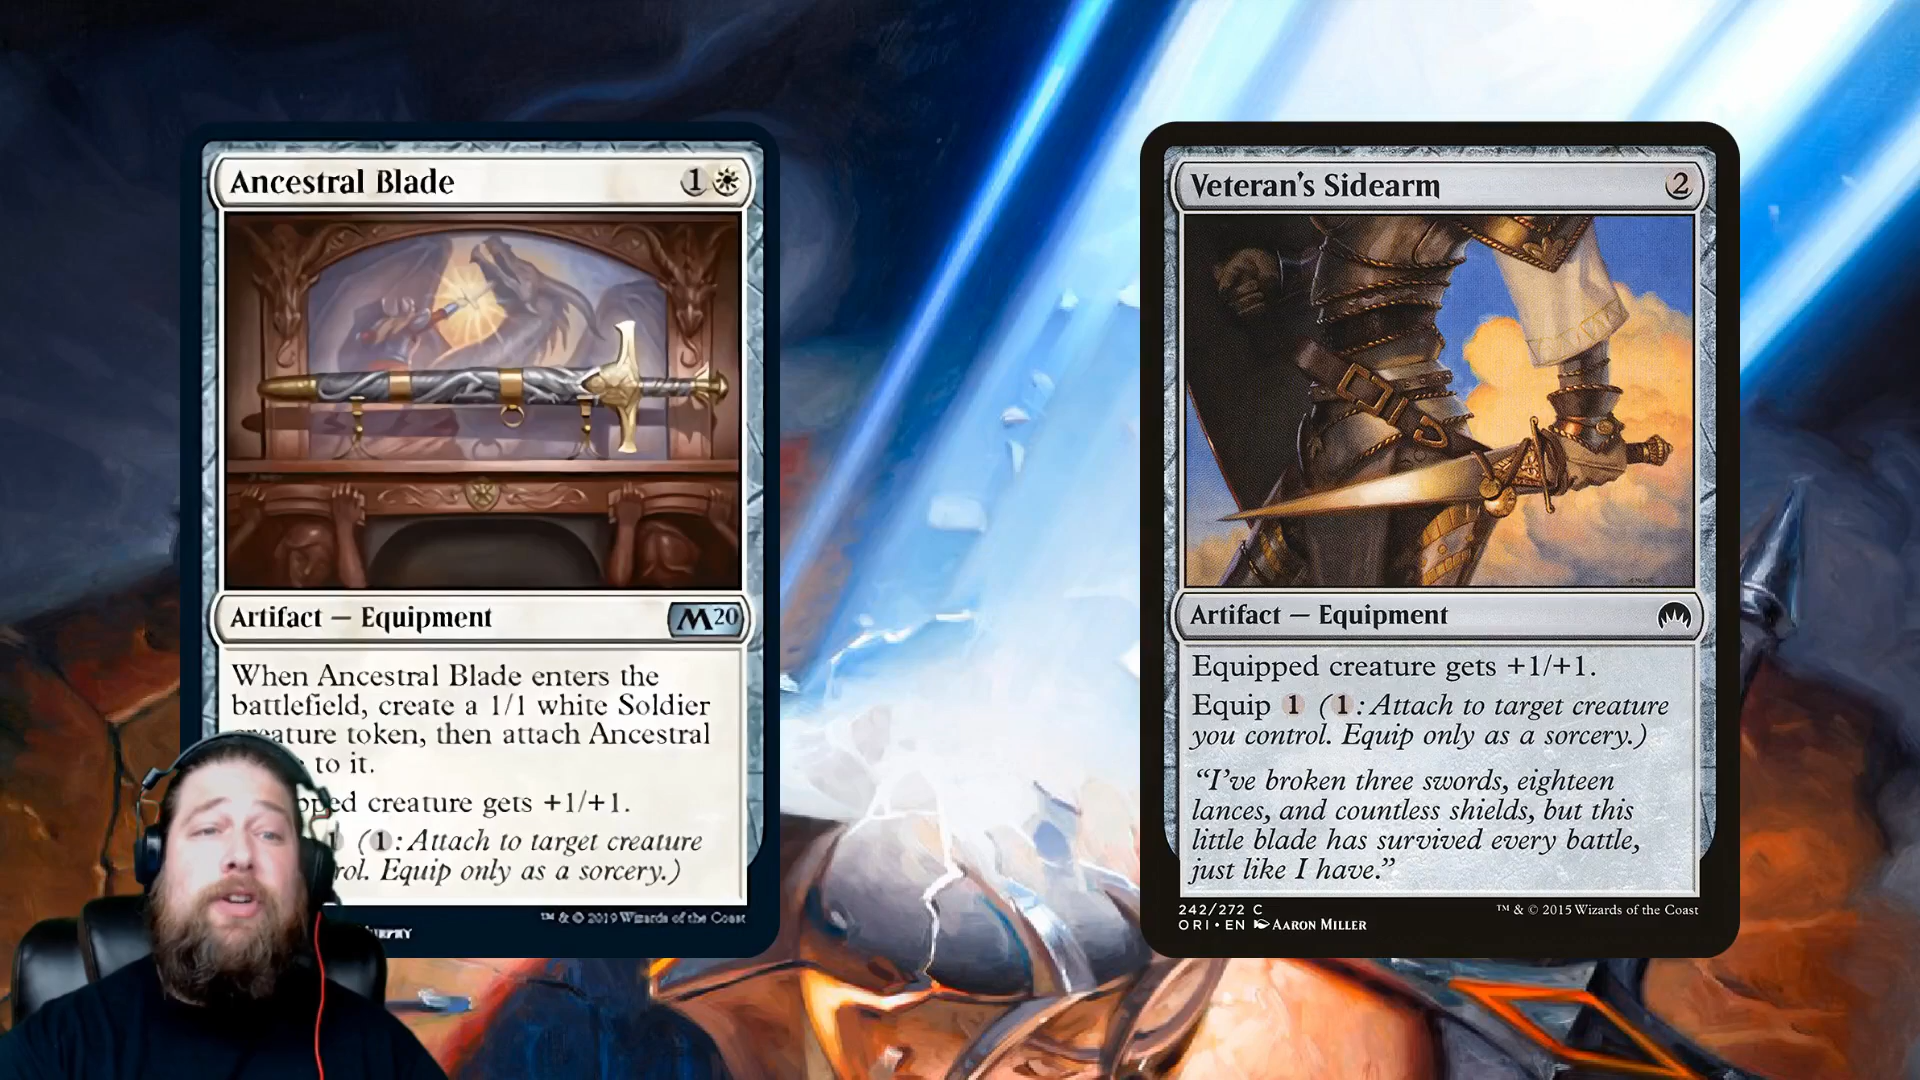 Ancestral Blade
1
M20
Artifact — Equipment
When Ancestral Blade enters the
battlefield, create a 1/1 white Soldier
creature token, then attach Ancestral
to it.
creature gets +1/+1.
(1: Attach to target creature
Equip only as a sorcery.)
™ & © 2019 Wizards of the Coast
Veteran's Sidearm
2
Artifact — Equipment
Equipped creature gets +1/+1.
Equip 1 (1: Attach to target creature
you control. Equip only as a sorcery.)
“I've broken three swords, eighteen
lances, and countless shields, but this
little blade has survived every battle,
just like I have.”
242/272 C
™ & © 2015 Wizards of the Coast
ORI • EN AARON MILLER